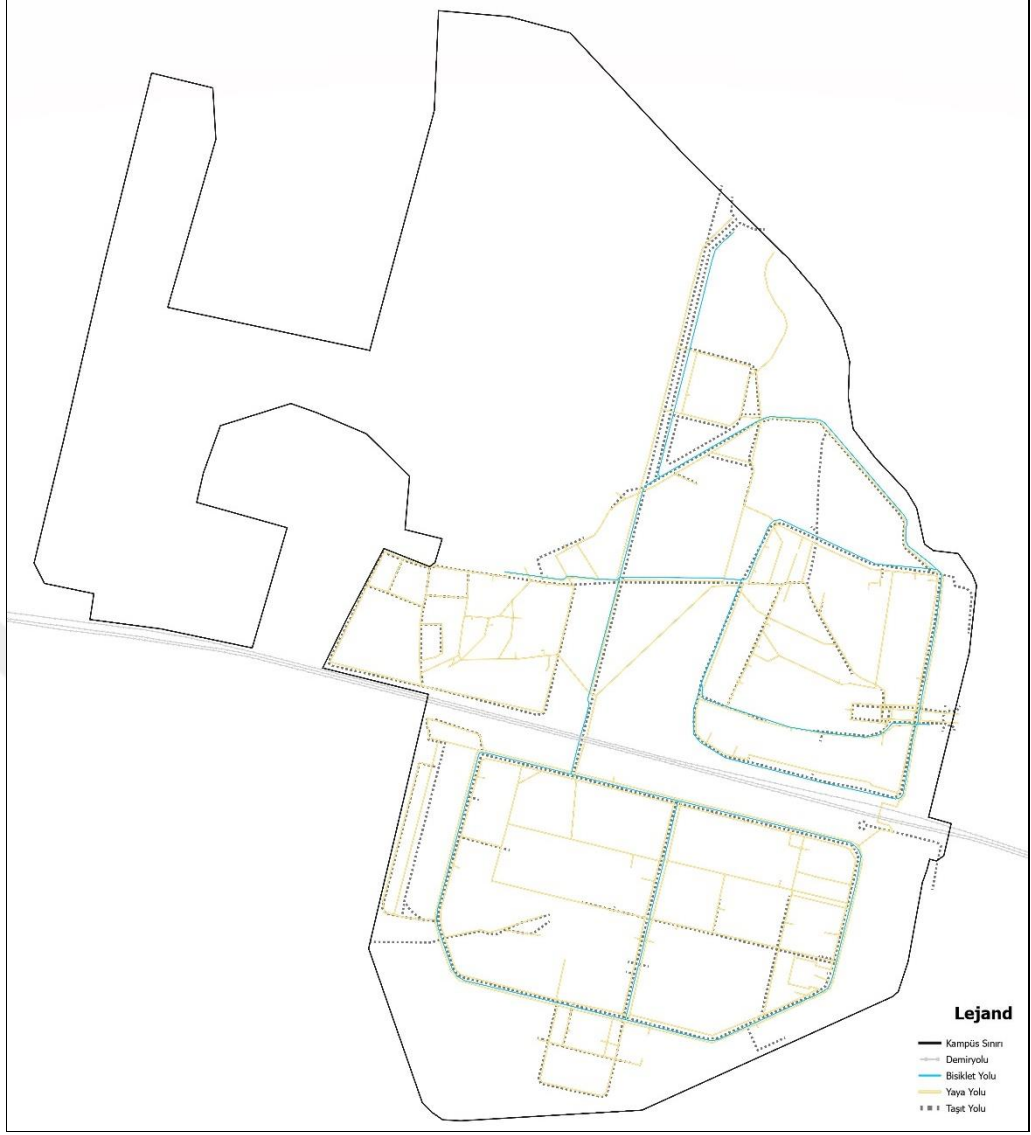 Lejand
Kampüs Sınırı
Demiryolu
Bisiklet Yolu
Yaya Yolu
Taşıt Yolu